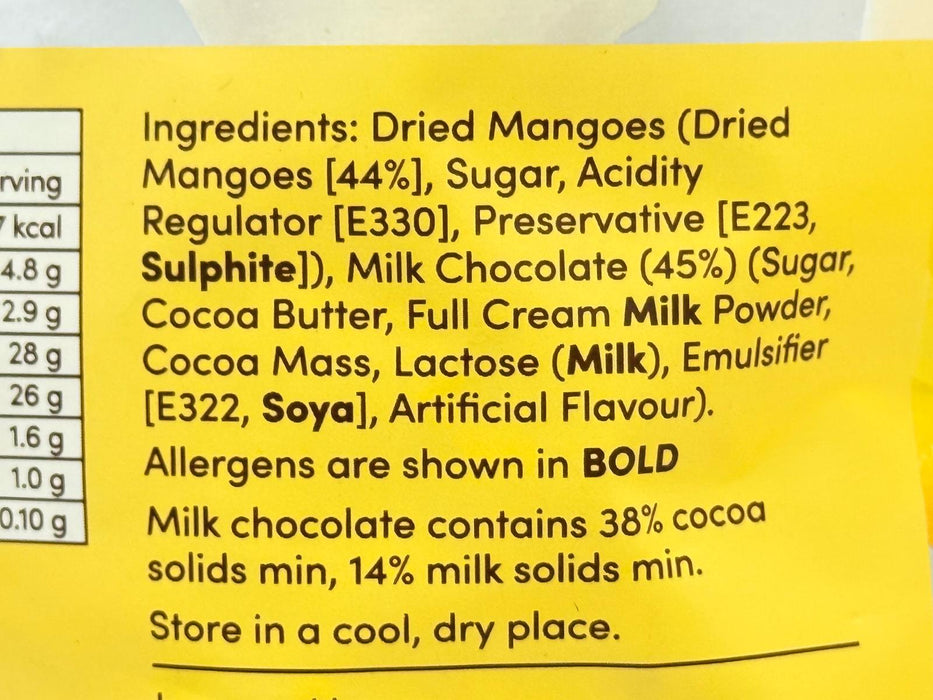 rving
kcal
4.8 g
2.9 g
28 g
26 g
1.6 g
1.0 g
0.10 g
Ingredients: Dried Mangoes (Dried
Mangoes [44%], Sugar, Acidity
Regulator [E330], Preservative [E223,
Sulphite]), Milk Chocolate (45%) (Sugar,
Cocoa Butter, Full Cream Milk Powder,
Cocoa Mass, Lactose (Milk), Emulsifier
[E322, Soya], Artificial Flavour).
Allergens are shown in BOLD
Milk chocolate contains 38% cocoa
solids min, 14% milk solids min.
Store in a cool, dry place.